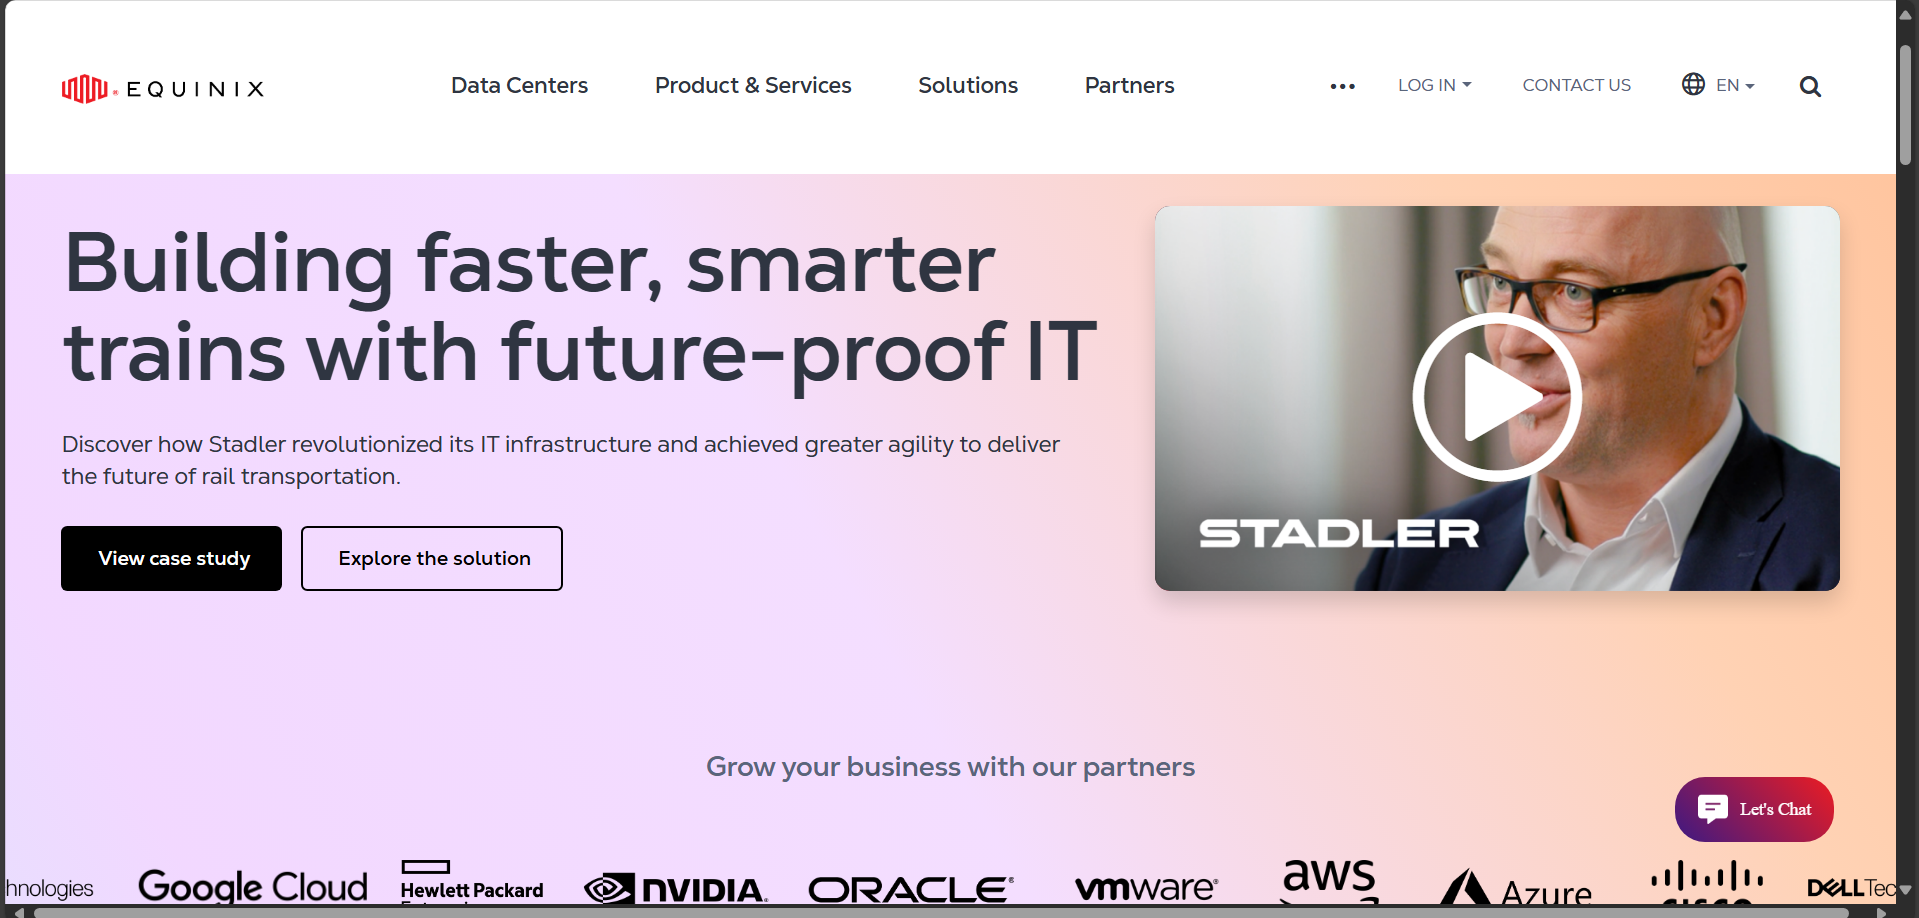 EQUINIX
Data Centers
Product & Services
Solutions
Partners
LOG IN
CONTACT US
EN
Building faster, smarter
trains with future-proof IT
Discover how Stadler revolutionized its IT infrastructure and achieved greater agility to deliver
the future of rail transportation.
View case study
Explore the solution
STADLER
Grow your business with our partners
Let's Chat
hnologies
Google Cloud
Hewlett Packard
NVIDIA
ORACLE
vmware
aws
Azure
cisco
DELLTec